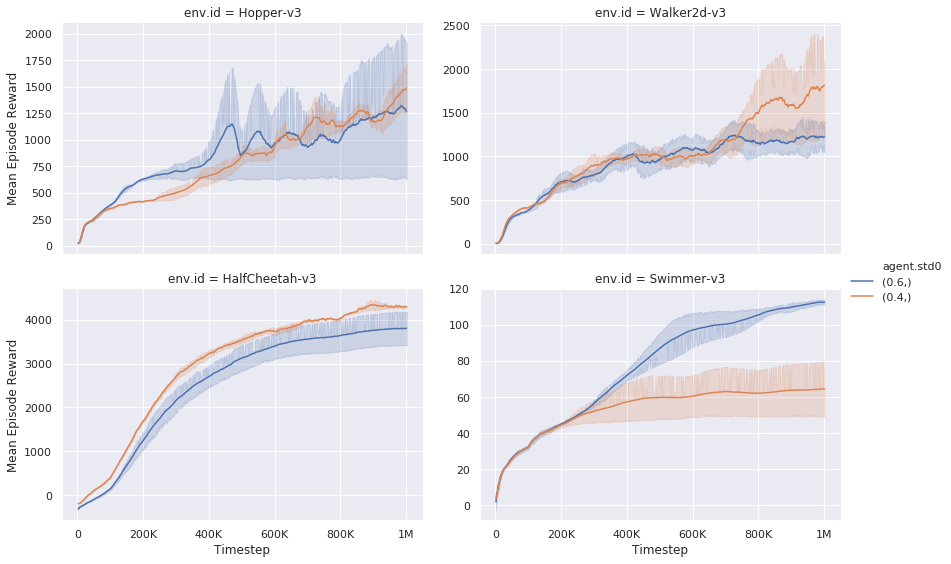 env.id = Hopper-v3
Mean Episode Reward
2000
1750
1500
1250
1000
750
500
250
0
env.id = Walker2d-v3
2500
2000
1500
1000
500
0
env.id = HalfCheetah-v3
Mean Episode Reward
4000
3000
2000
1000
0
0 200K 400K 600K 800K 1M
Timestep
env.id = Swimmer-v3
120
100
80
60
40
20
0
0 200K 400K 600K 800K 1M
Timestep
agent.std0
(0.6,)
(0.4,)